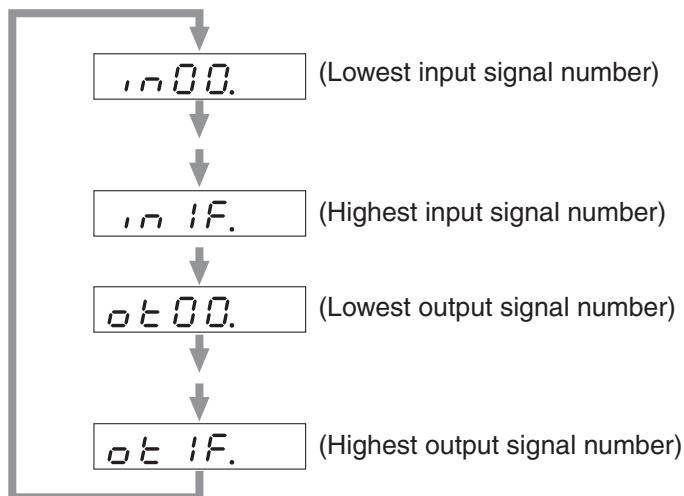 in00. (Lowest input signal number)
in 1F. (Highest input signal number)
ot00. (Lowest output signal number)
ot 1F. (Highest output signal number)